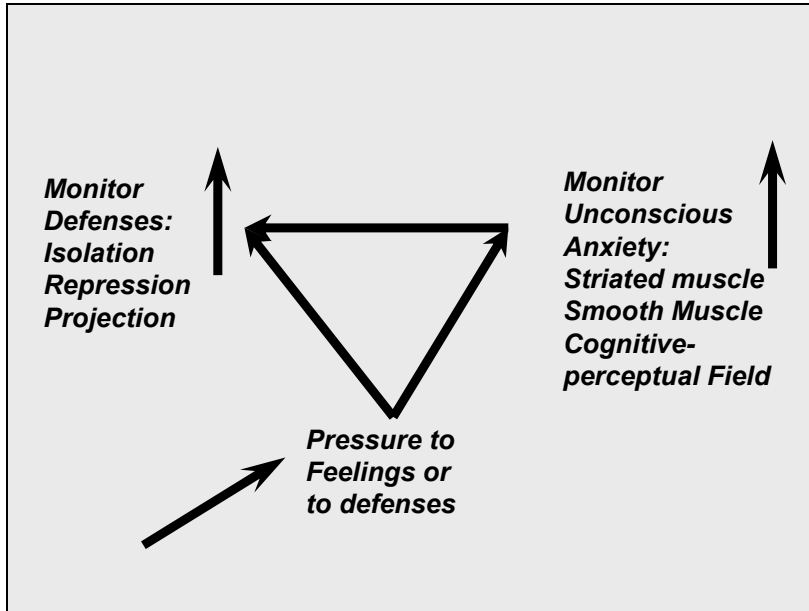 Monitor
Defenses:
Isolation
Repression
Projection
Monitor
Unconscious
Anxiety:
Striated muscle
Smooth Muscle
Cognitive-
perceptual Field
Pressure to
Feelings or
to defenses